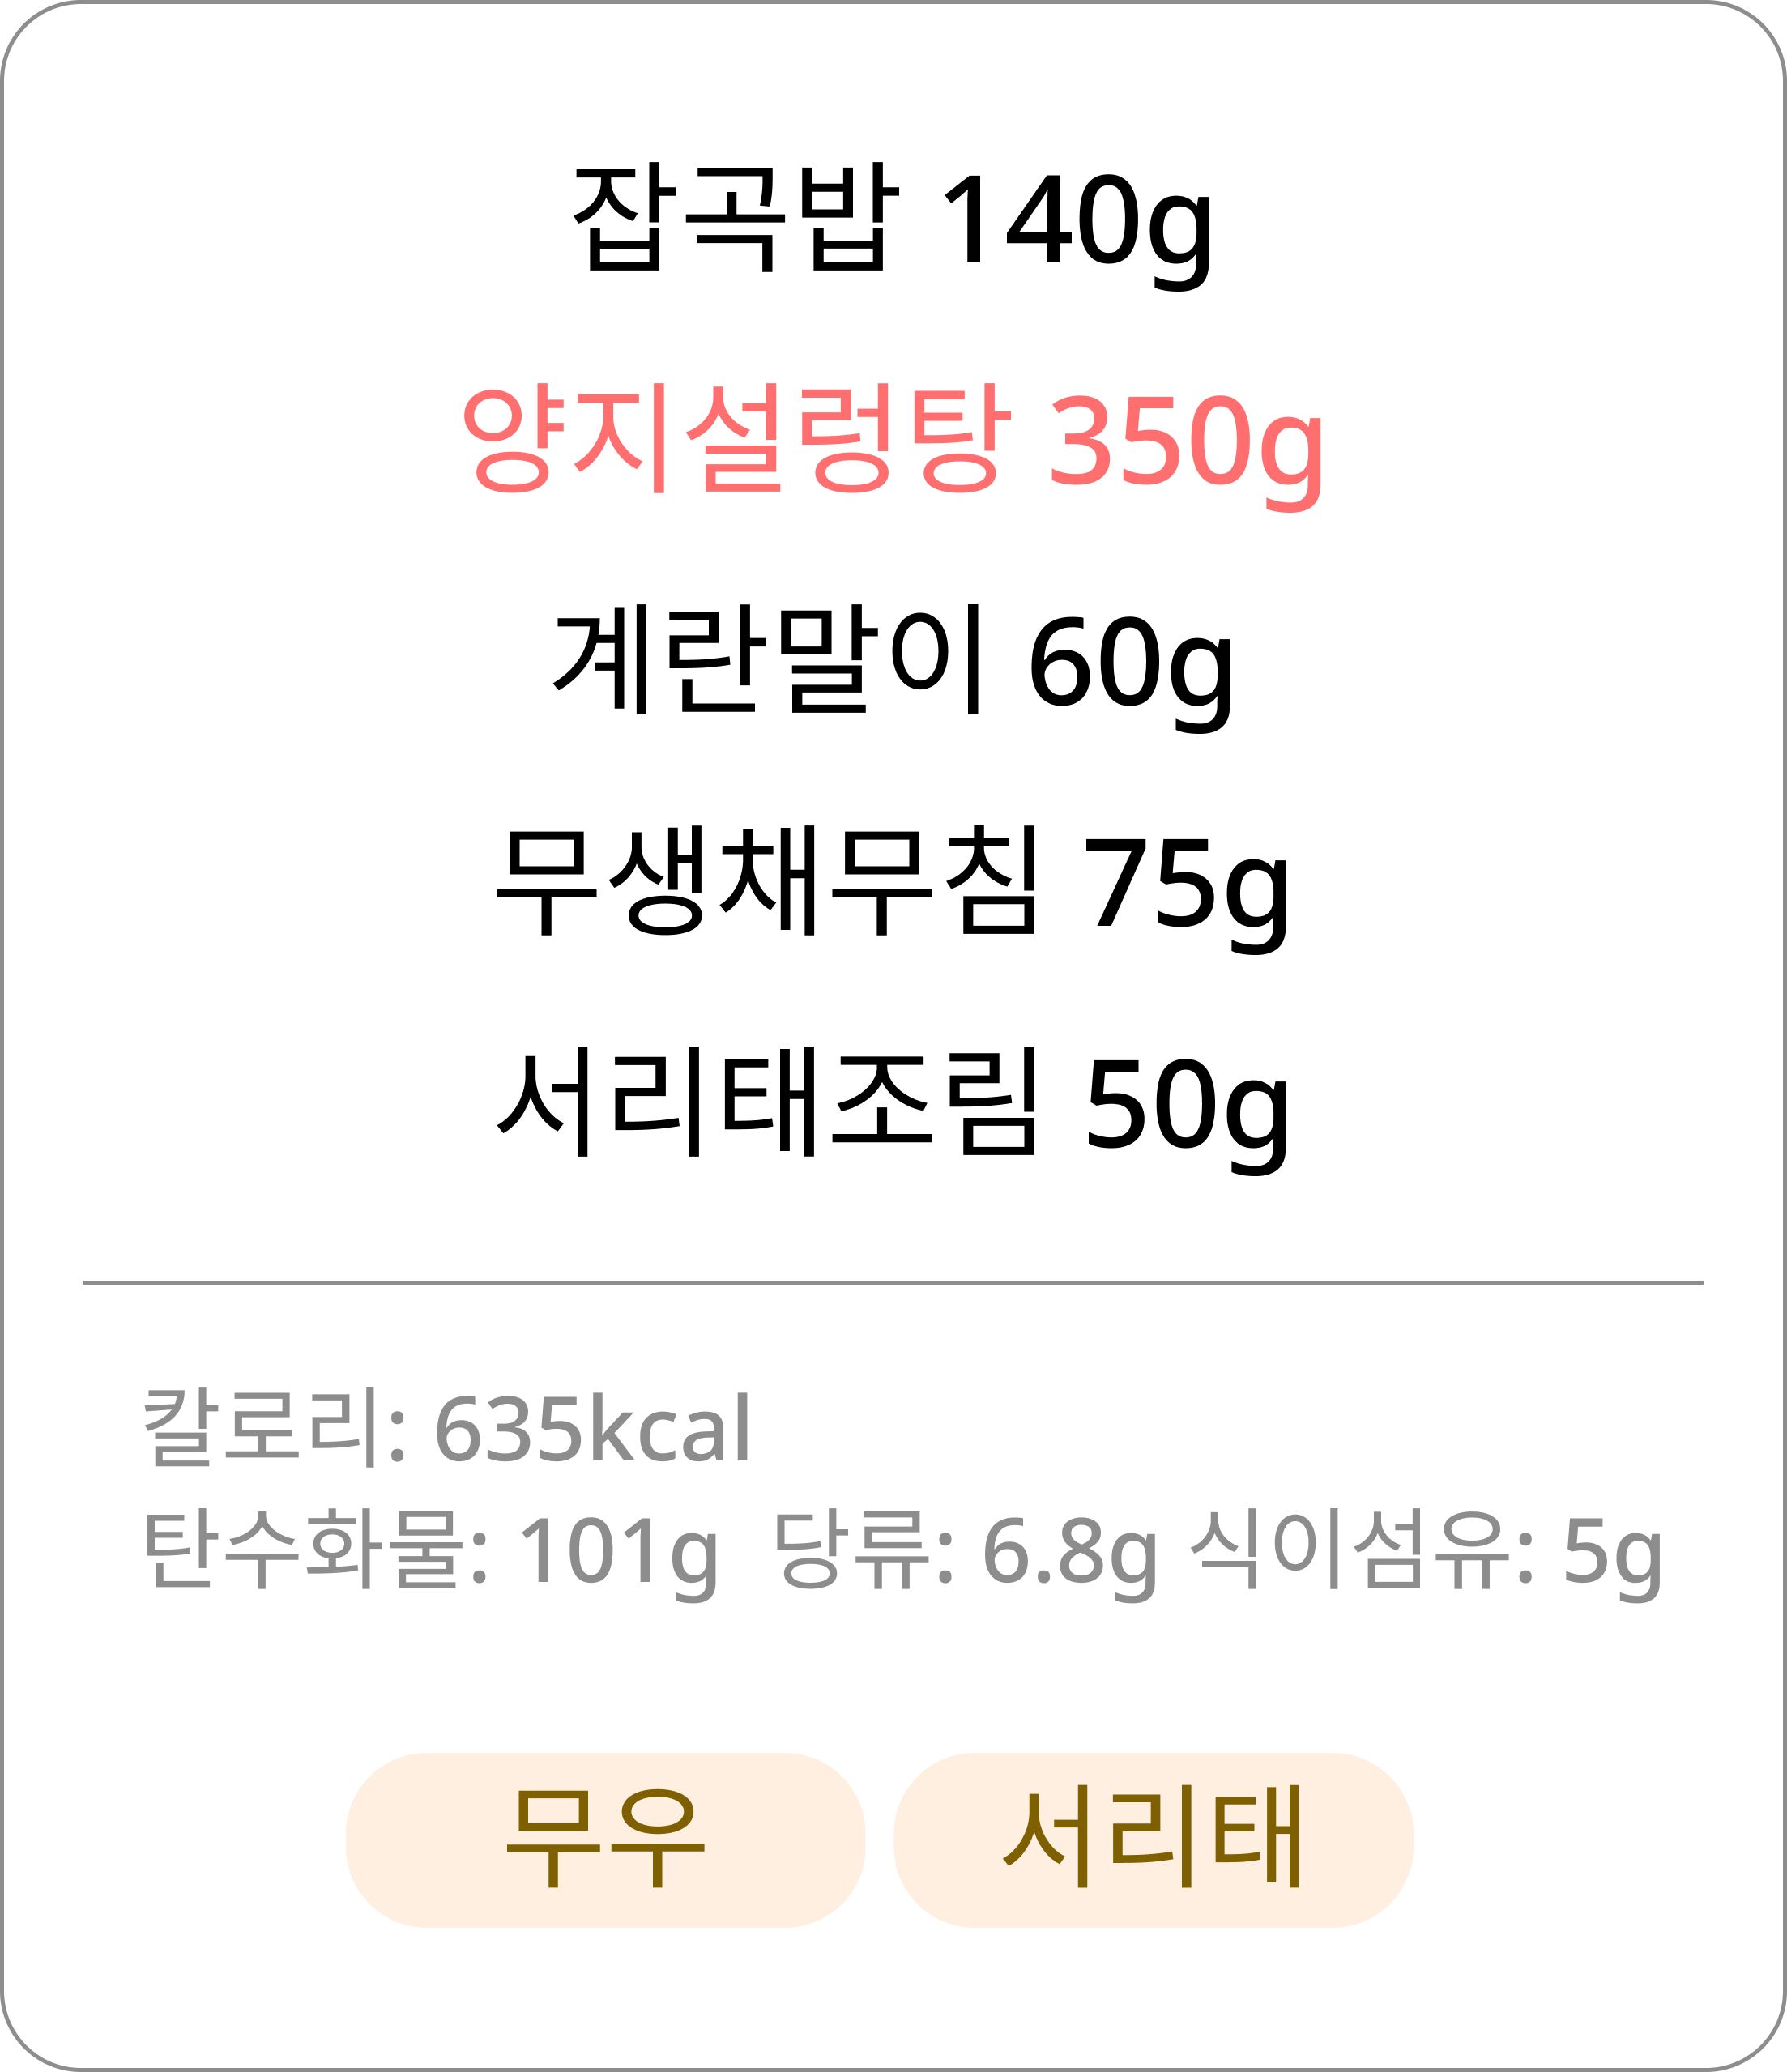 잡곡밥 140g
양지설렁탕 350g
계란말이 60g
무생채무침 75g
서리태조림 50g
칼로리: 635kcal
탄수화물: 101g 당류: 6.8g 식이섬유: 5g
무우 서리태